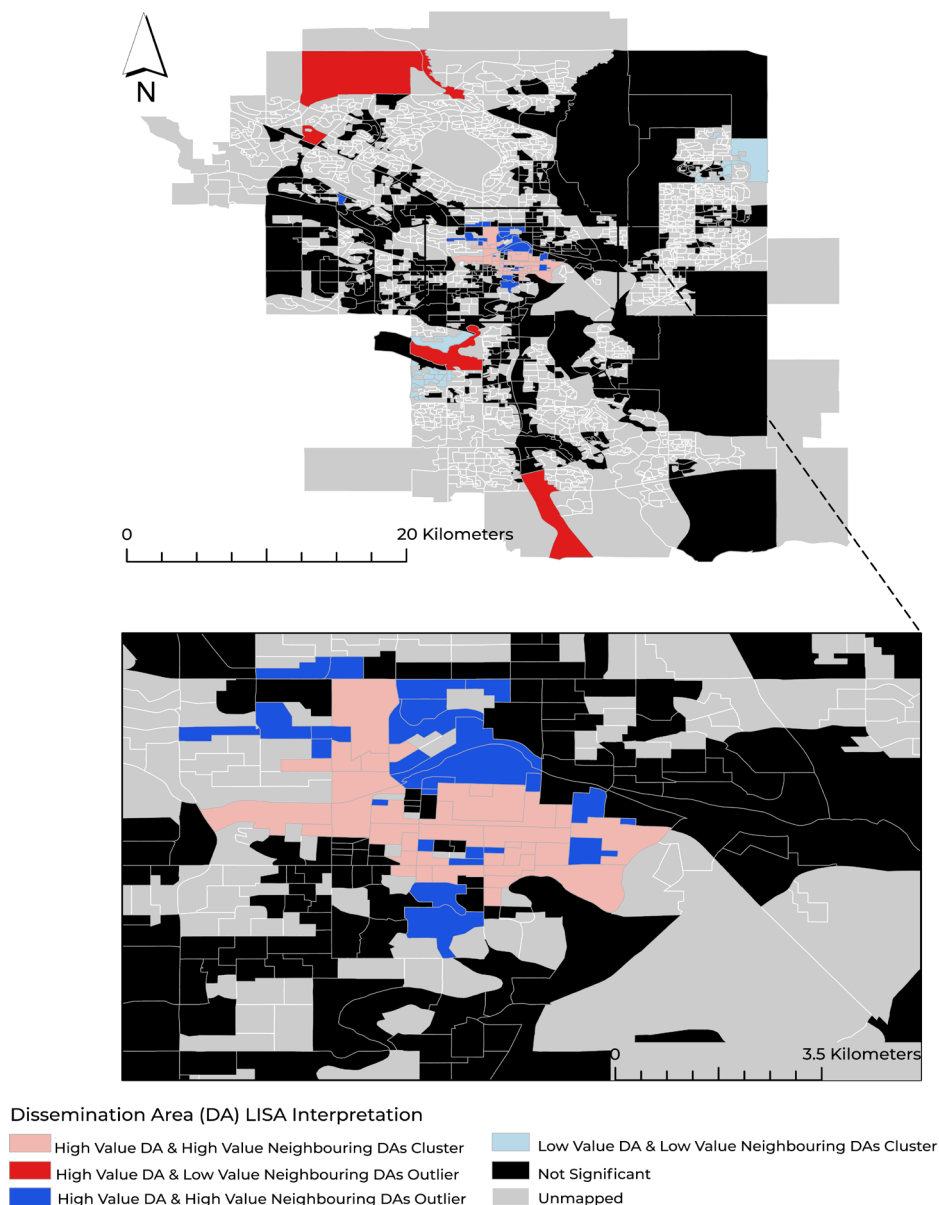 N
0 20 Kilometers
0 3.5 Kilometers
Dissemination Area (DA) LISA Interpretation
High Value DA & High Value Neighbouring DAs Cluster
High Value DA & Low Value Neighbouring DAs Outlier
High Value DA & High Value Neighbouring DAs Outlier
Low Value DA & Low Value Neighbouring DAs Cluster
Not Significant
Unmapped